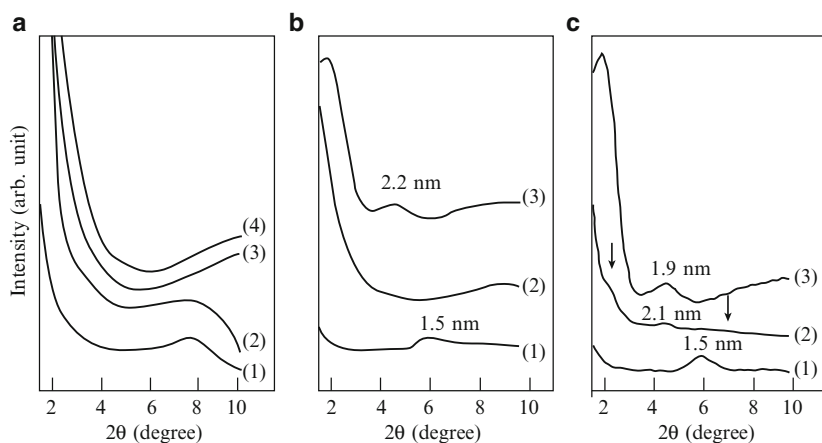 a
Intensity (arb. unit)
(4)
(3)
(2)
(1)
2 4 6 8 10
2θ (degree)
b
2.2 nm
(3)
(2)
1.5 nm
(1)
2 4 6 8 10
2θ (degree)
c
1.9 nm
(3)
2.1 nm
(2)
1.5 nm
(1)
2 4 6 8 10
2θ (degree)